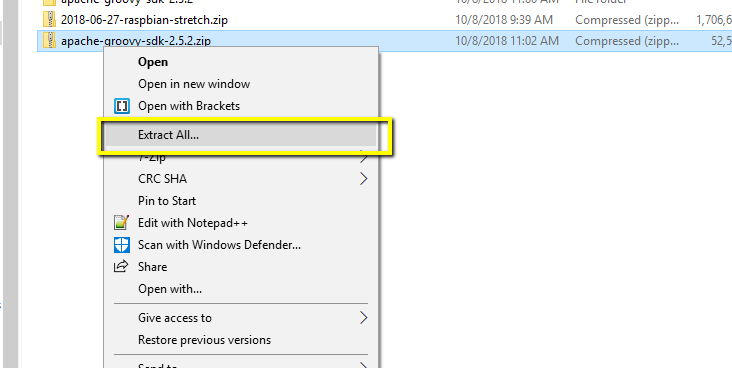 apache-groovy-sdk-2.5.2 10/8/2018 11:00 AM File folder
2018-06-27-raspbian-stretch.zip 10/8/2018 9:39 AM Compressed (zipp... 1,706,6
apache-groovy-sdk-2.5.2.zip 10/8/2018 11:02 AM Compressed (zipp... 52,5
Open
Open in new window
Open with Brackets
Extract All...
7-Zip
CRC SHA
Pin to Start
Edit with Notepad++
Scan with Windows Defender...
Share
Open with...
Give access to
Restore previous versions
Send to